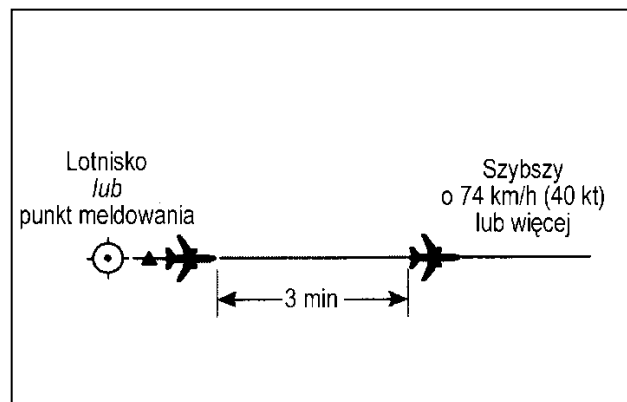 Lotnisko
lub
punkt meldowania
Szybszy
o 74 km/h (40 kt)
lub więcej
3 min